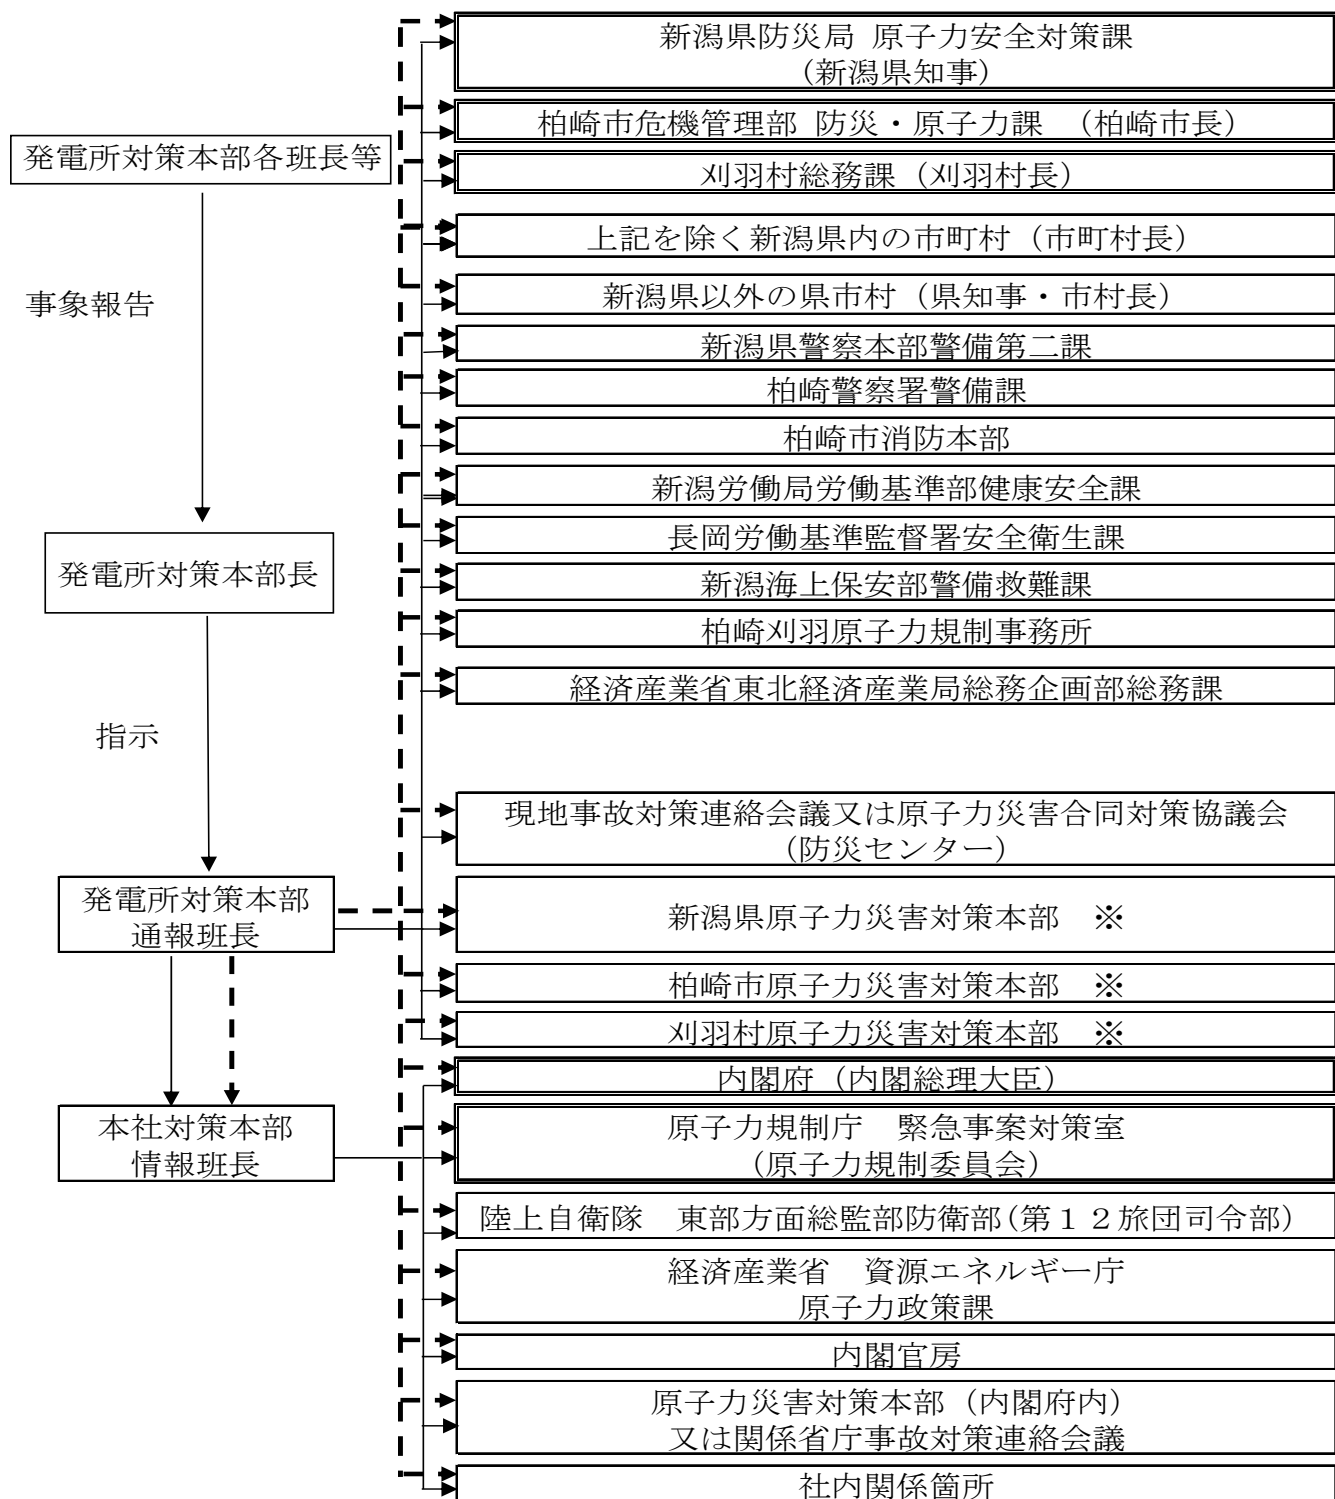 発電所対策本部各班長等
事象報告
発電所対策本部長
指示
発電所対策本部
通報班長
本社対策本部
情報班長
新潟県防災局 原子力安全対策課
(新潟県知事)
柏崎市危機管理部 防災・原子力課 (柏崎市長)
刈羽村総務課(刈羽村長)
上記を除く新潟県内の市町村(市町村長)
新潟県以外の県市村(県知事・市村長)
新潟県警察本部警備第二課
柏崎警察署警備課
柏崎市消防本部
新潟労働局労働基準部健康安全課
長岡労働基準監督署安全衛生課
新潟海上保安部警備救難課
柏崎刈羽原子力規制事務所
経済産業省東北経済産業局総務企画部総務課
現地事故対策連絡会議又は原子力災害合同対策協議会
(防災センター)
新潟県原子力災害対策本部 ※
柏崎市原子力災害対策本部 ※
刈羽村原子力災害対策本部 ※
内閣府(内閣総理大臣)
原子力規制庁 緊急事案対策室
(原子力規制委員会)
陸上自衛隊 東部方面総監部防衛部(第12旅団司令部)
経済産業省 資源エネルギー庁
原子力政策課
内閣官房
原子力災害対策本部(内閣府内)
又は関係省庁事故対策連絡会議
社内関係箇所